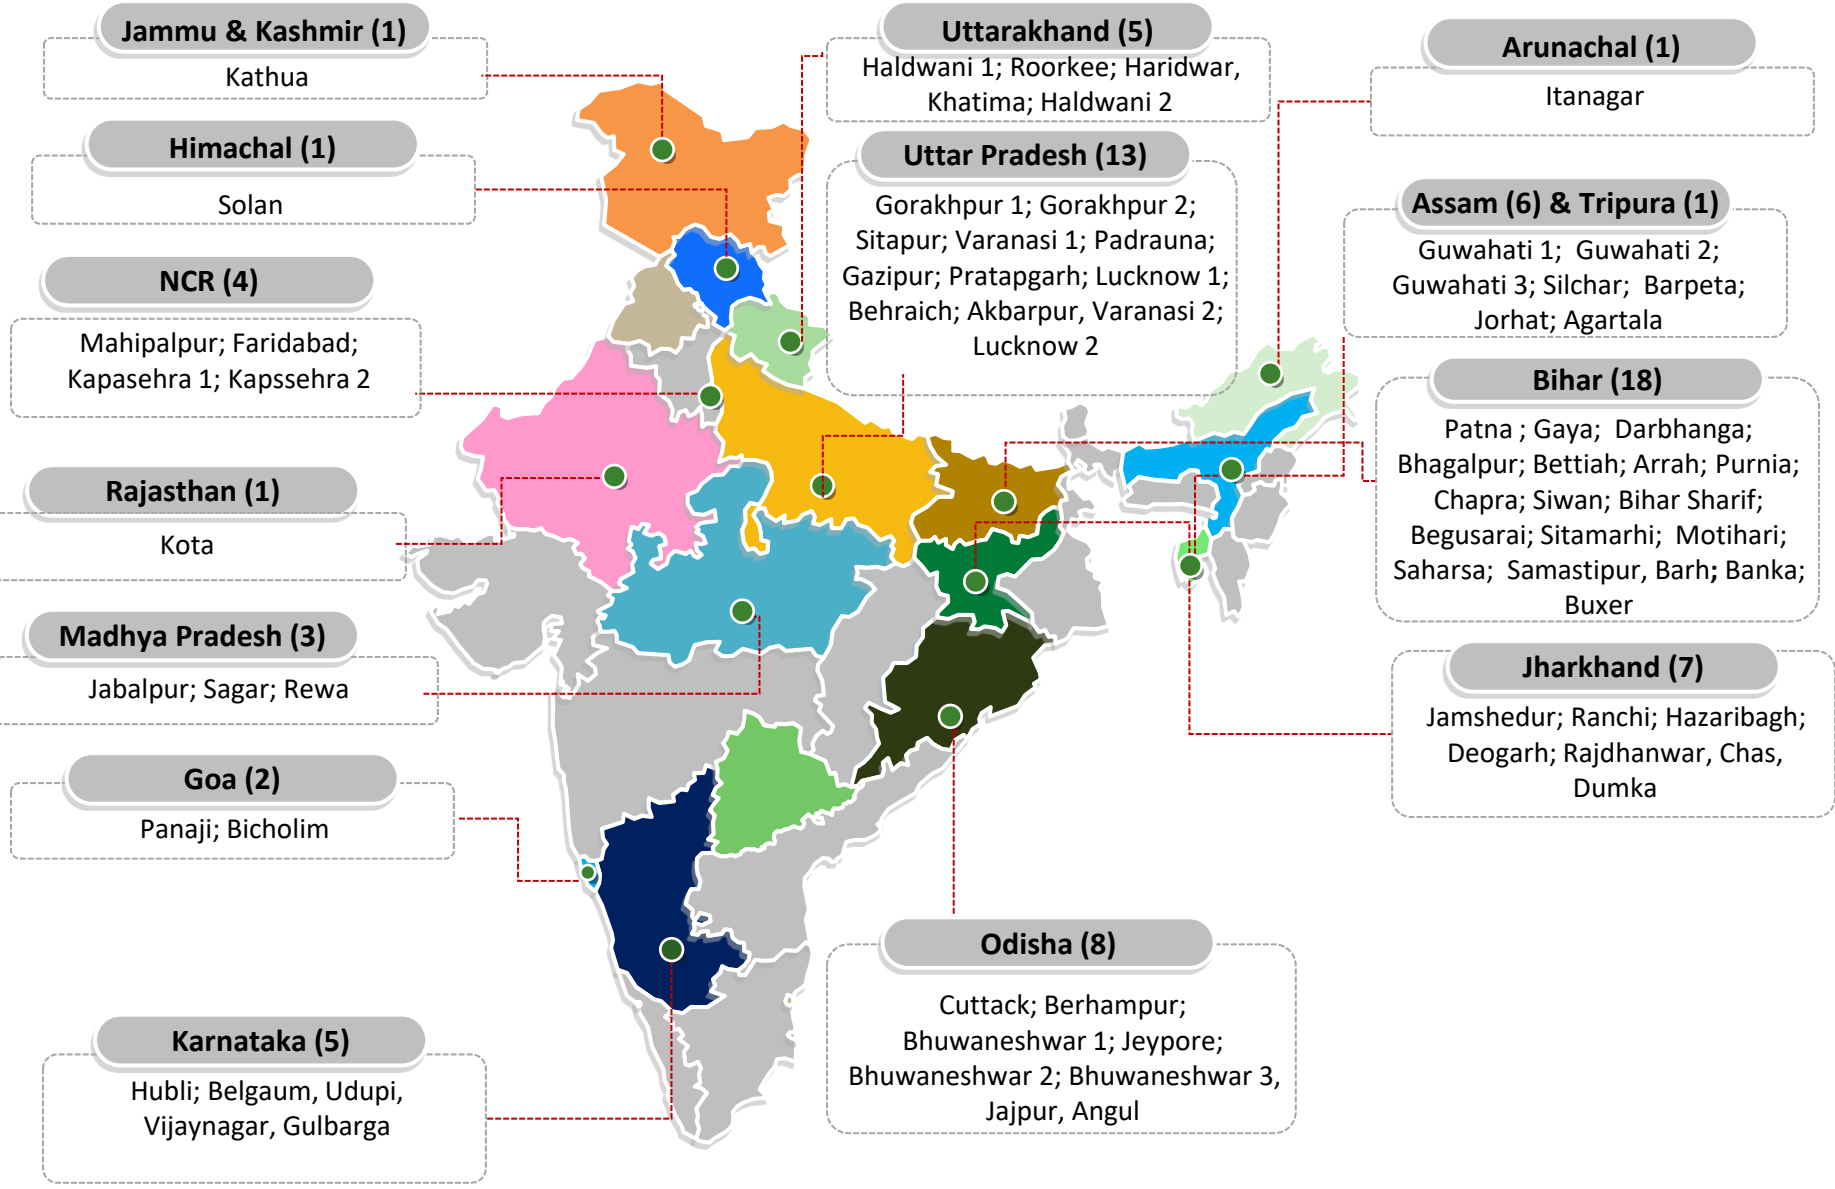 Jammu & Kashmir (1)
Kathua
Himachal (1)
Solan
NCR (4)
Mahipalpur; Faridabad;
Kapasehra 1; Kapssehra 2
Rajasthan (1)
Kota
Madhya Pradesh (3)
Jabalpur; Sagar; Rewa
Goa (2)
Panaji; Bicholim
Karnataka (5)
Hubli; Belgaum, Udupi,
Vijaynagar, Gulbarga
Uttarakhand (5)
Haldwani 1; Roorkee; Haridwar,
Khatima; Haldwani 2
Uttar Pradesh (13)
Gorakhpur 1; Gorakhpur 2;
Sitapur; Varanasi 1; Padrauna;
Gazipur; Pratapgarh; Lucknow 1;
Behraich; Akbarpur, Varanasi 2;
Lucknow 2
Odisha (8)
Cuttack; Berhampur;
Bhuwaneshwar 1; Jeypore;
Bhuwaneshwar 2; Bhuwaneshwar 3,
Jajpur, Angul
Arunachal (1)
Itanagar
Assam (6) & Tripura (1)
Guwahati 1; Guwahati 2;
Guwahati 3; Silchar; Barpeta;
Jorhat; Agartala
Bihar (18)
Patna ; Gaya; Darbhanga;
Bhagalpur; Bettiah; Arrah; Purnia;
Chapra; Siwan; Bihar Sharif;
Begusarai; Sitamarhi; Motihari;
Saharsa; Samastipur, Barh; Banka;
Buxer
Jharkhand (7)
Jamshedur; Ranchi; Hazaribagh;
Deogarh; Rajdhanwar, Chas,
Dumka